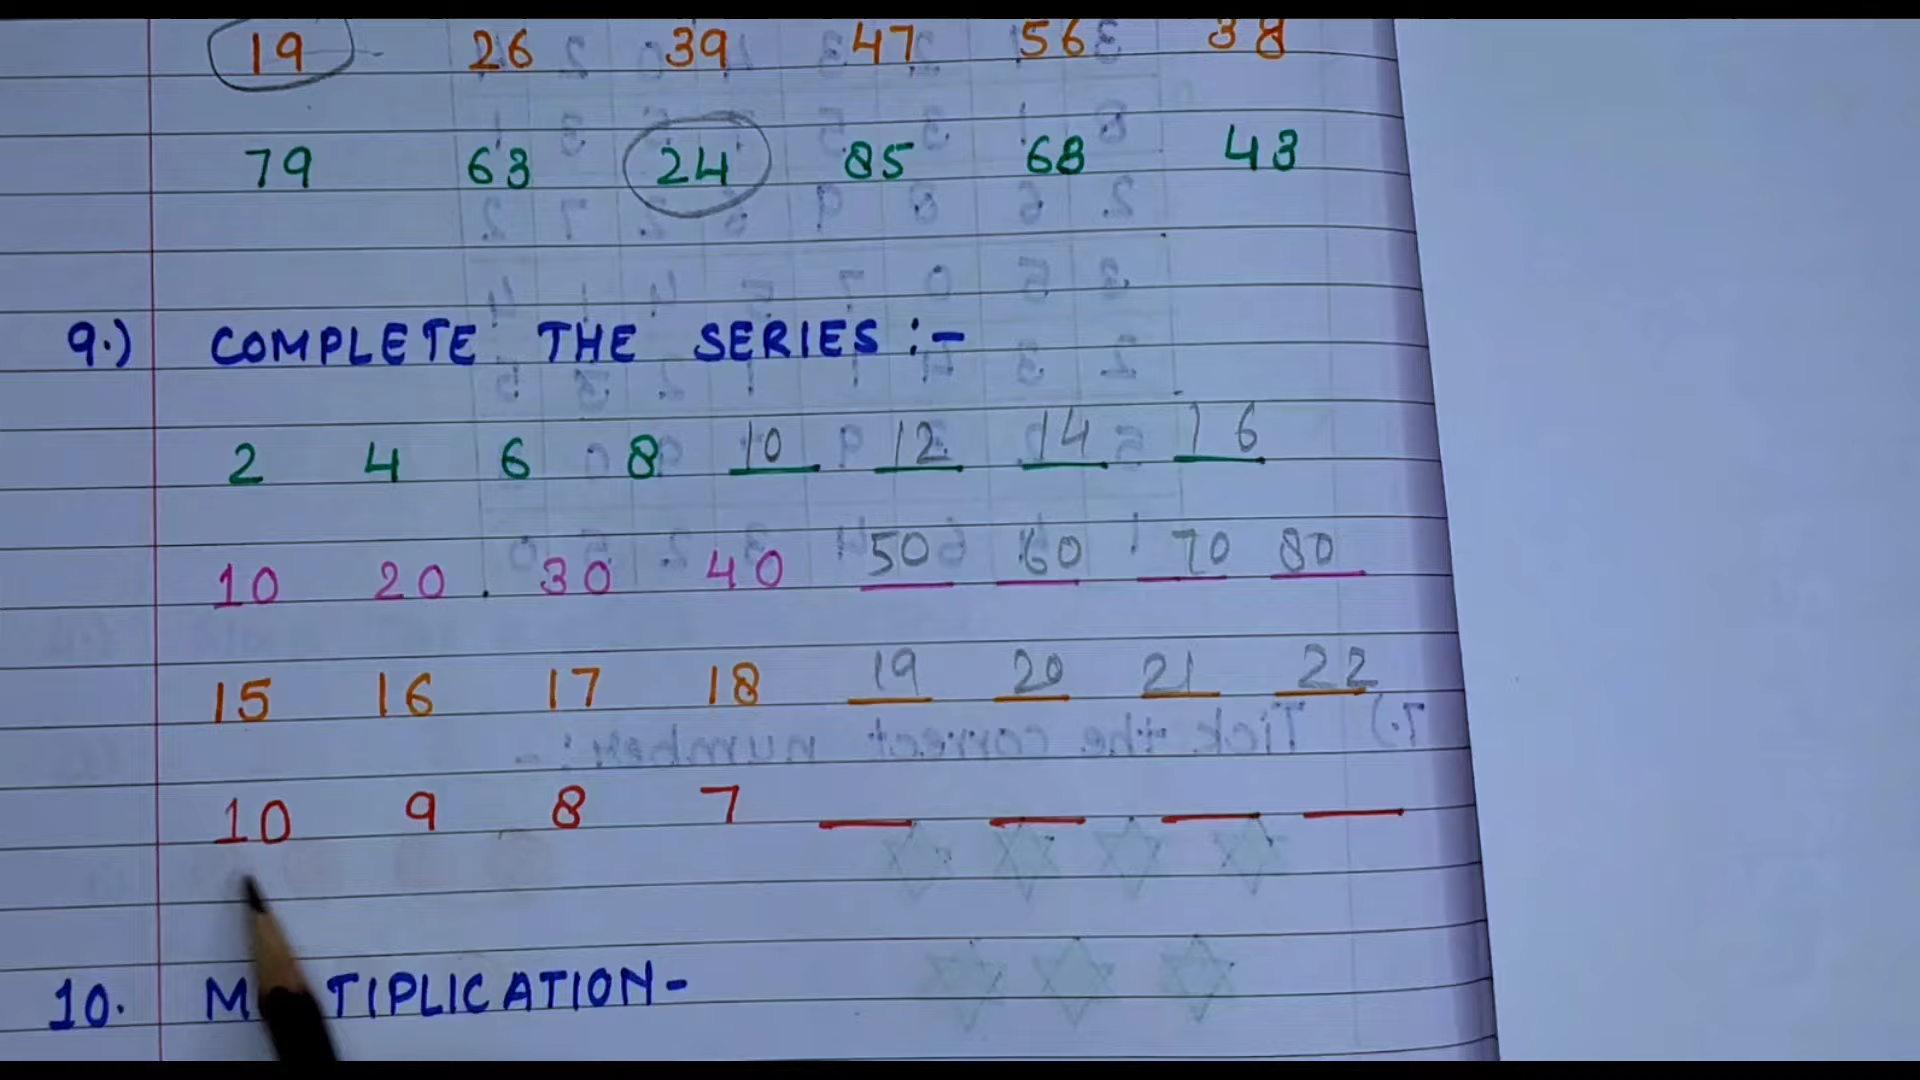 19 26 39 47 56 38
79 63 24 85 68 43
9.) COMPLETE THE SERIES :-
2 4 6 8 10 12 14 16
10 20 30 40 50 60 70 80
15 16 17 18 19 20 21 22
10 9 8 7
10. M TIPLICATION-